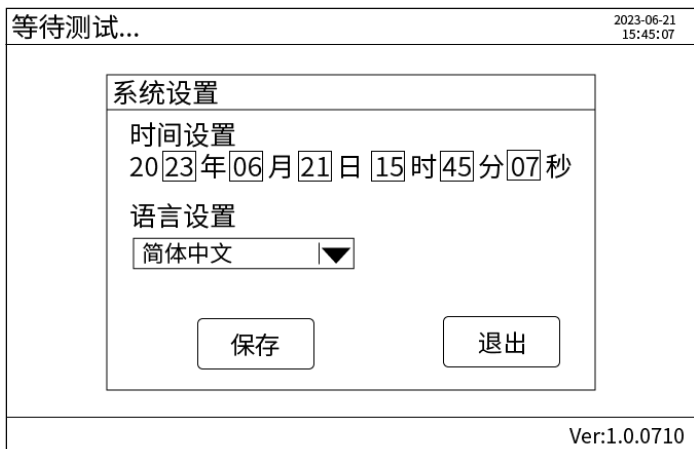 等待测试...
2023-06-21
15:45:07
系统设置
时间设置
2023年06月21日 15时45分07秒
语言设置
简体中文
保存 退出
Ver:1.0.0710